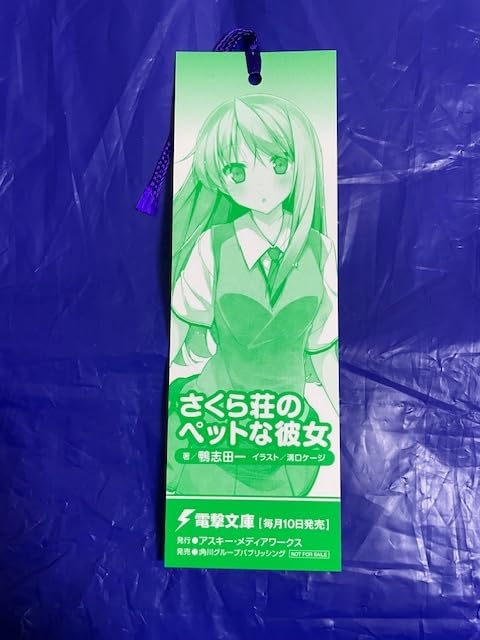 さくら荘の
ペットな彼女
著／鴨志田一 イラスト／溝口ケージ
電撃文庫［毎月10日発売］
発行●アスキー・メディアワークス
発売●角川グループパブリッシング NOT FOR SALE